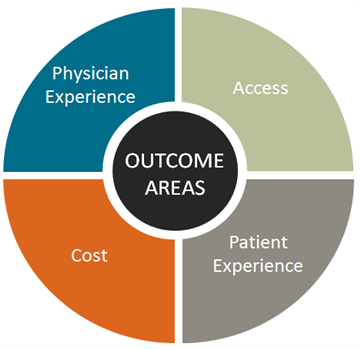 Physician
Experience
Access
OUTCOME
AREAS
Cost
Patient
Experience